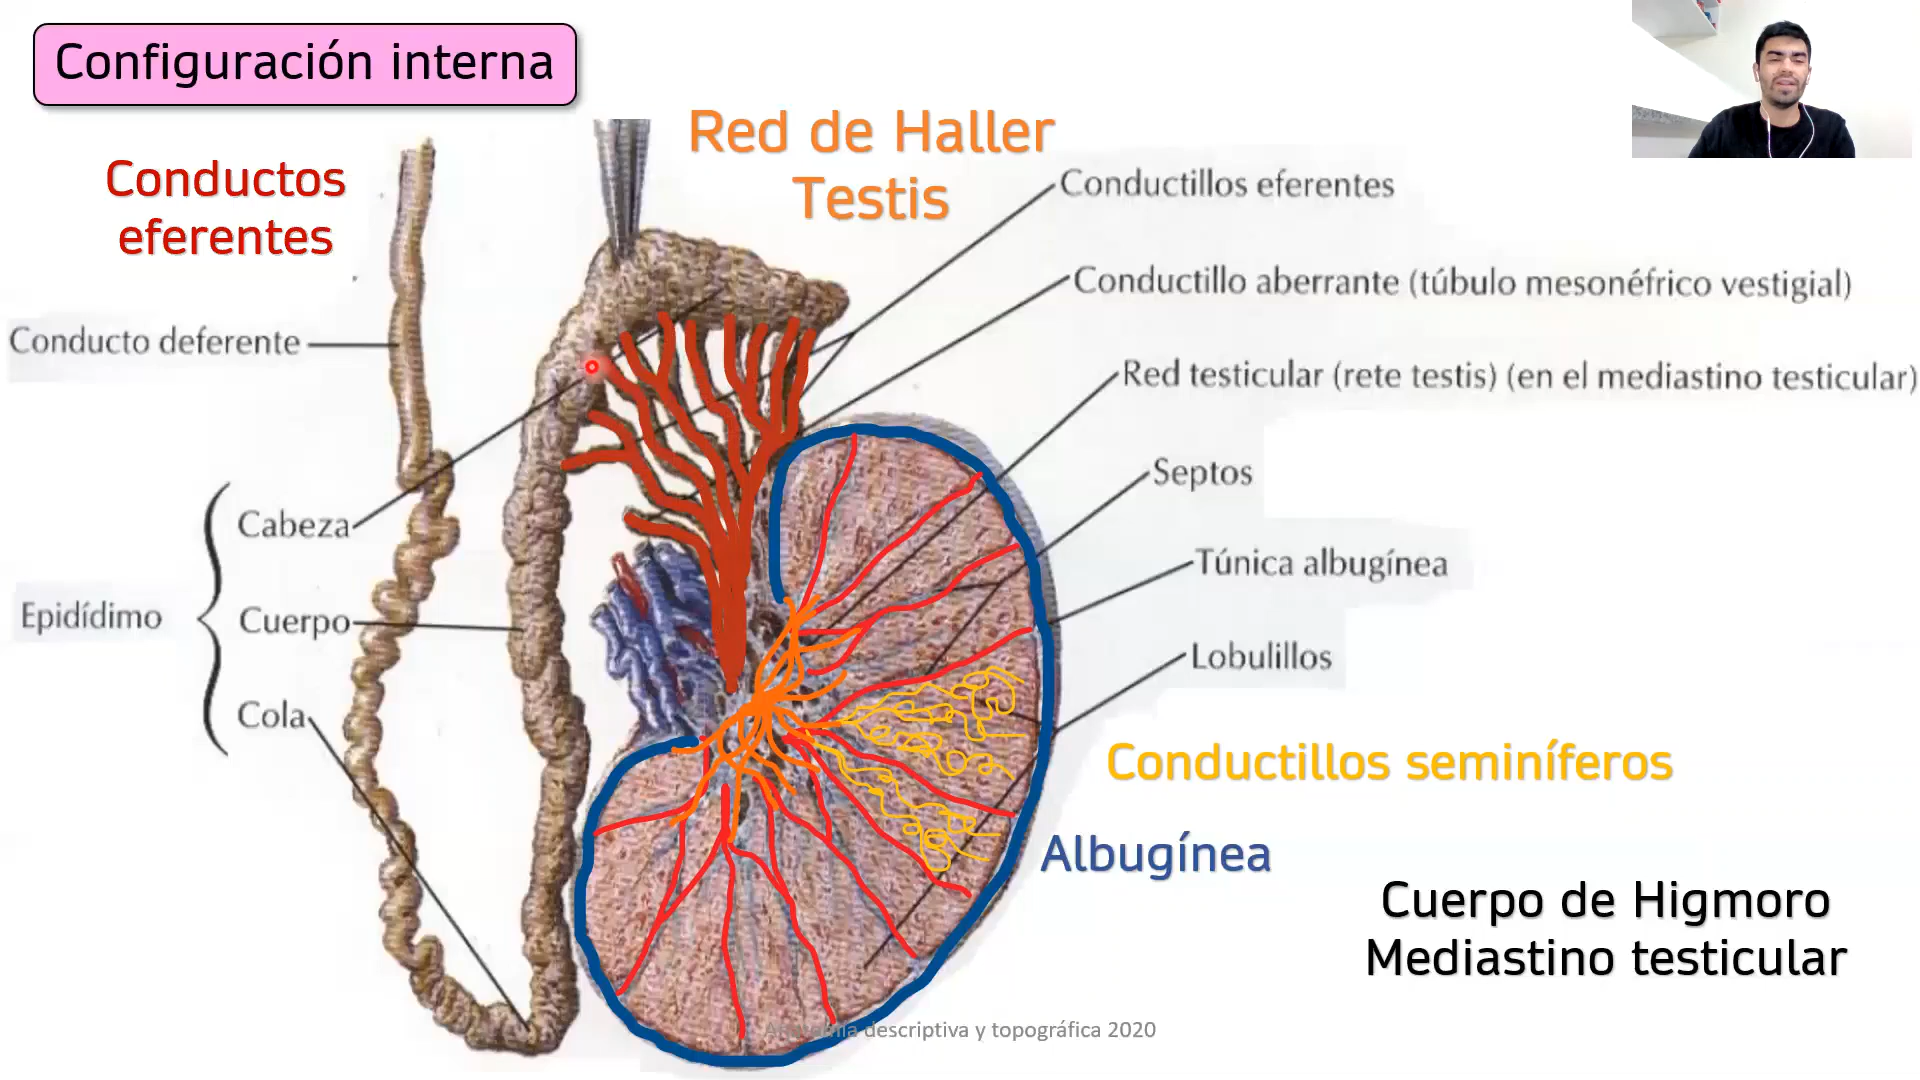 Configuración interna
Conductos
eferentes
Red de Haller
Testis
Conductillos eferentes
Conductillo aberrante (túbulo mesonéfrico vestigial)
Conducto deferente
Red testicular (rete testis) (en el mediastino testicular)
Septos
Cabeza
Túnica albugínea
Epidídimo
Cuerpo
Lobulillos
Cola
Conductillos seminíferos
Albugínea
Cuerpo de Higmoro
Mediastino testicular
Anatomia descriptiva y topográfica 2020